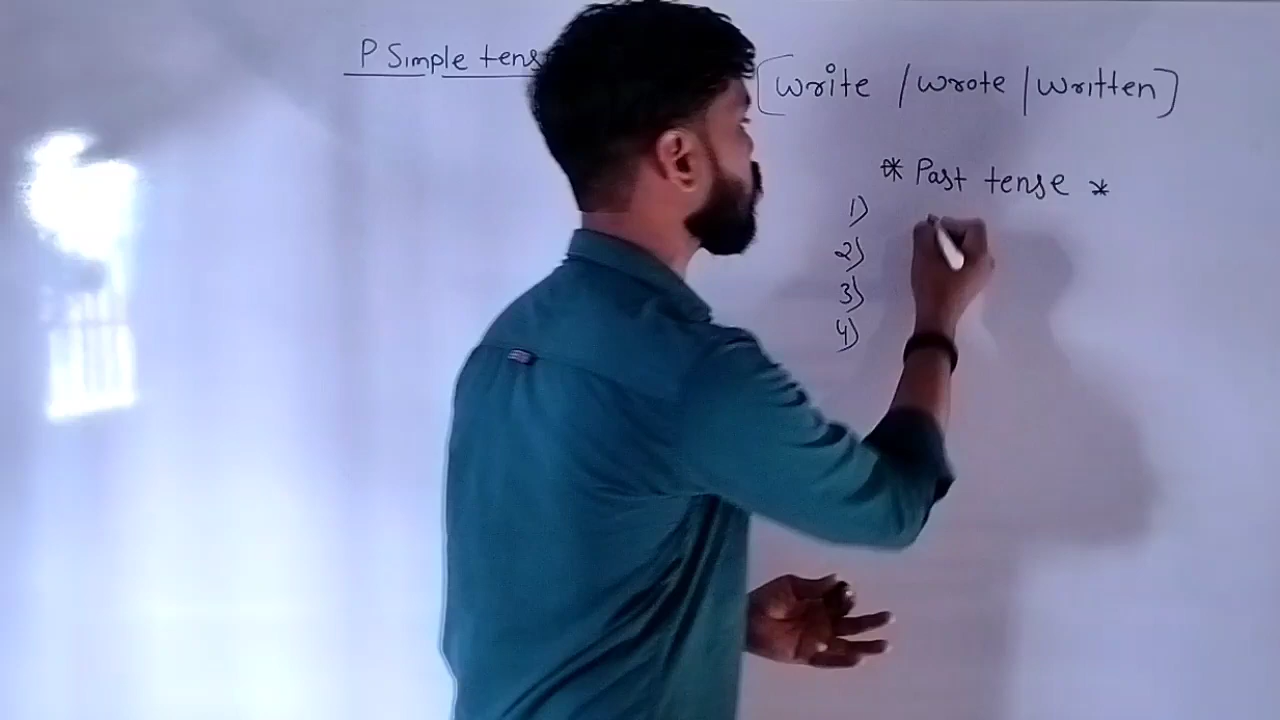 P Simple tens
[write / wrote / written]
* Past tense *
1)
2)
3)
4)